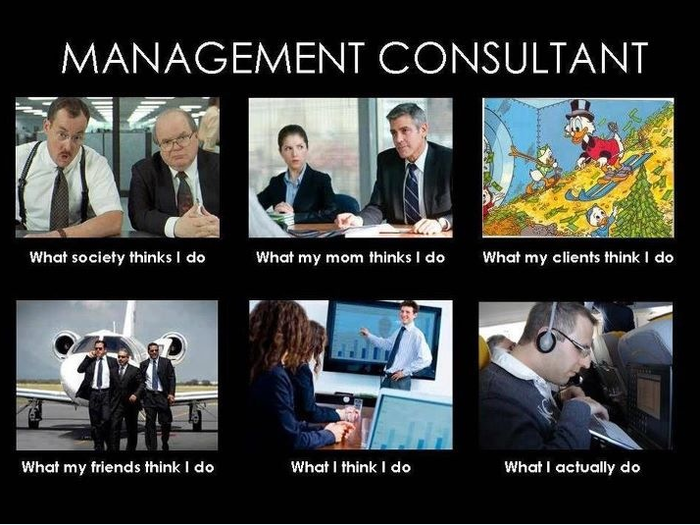 MANAGEMENT CONSULTANT
What society thinks I do
What my mom thinks I do
What my clients think I do
What my friends think I do
What I think I do
What I actually do